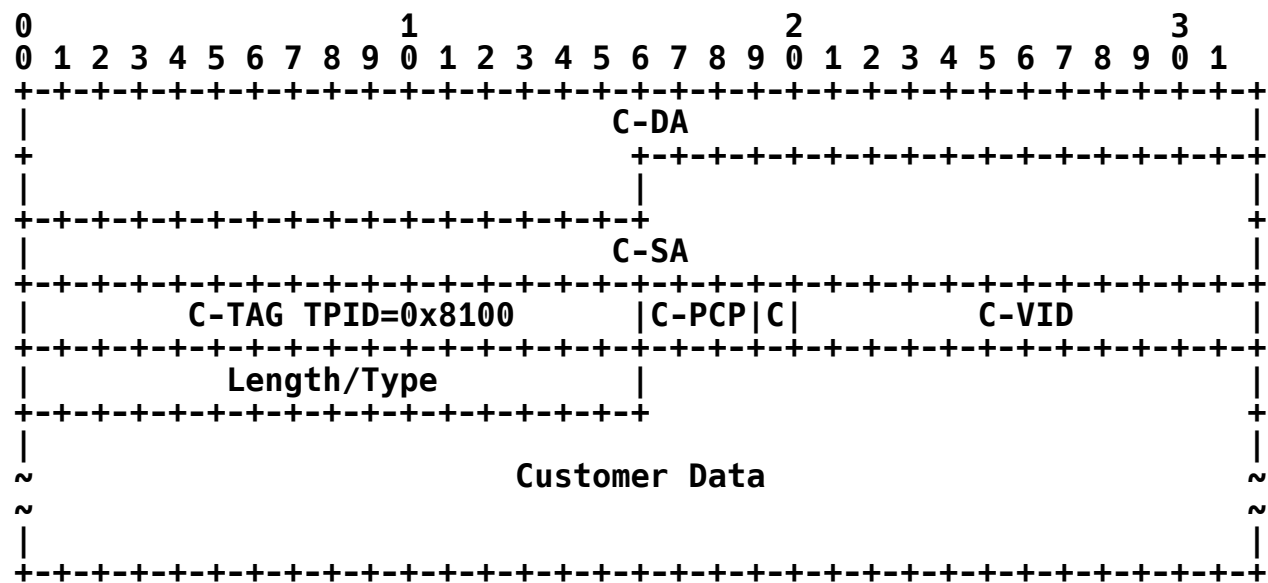 0                   1                   2                   3
0 1 2 3 4 5 6 7 8 9 0 1 2 3 4 5 6 7 8 9 0 1 2 3 4 5 6 7 8 9 0 1
+-+-+-+-+-+-+-+-+-+-+-+-+-+-+-+-+-+-+-+-+-+-+-+-+-+-+-+-+-+-+-+-+
|                              C-DA                             |
+                               +-+-+-+-+-+-+-+-+-+-+-+-+-+-+-+-+
|                               |                               |
+-+-+-+-+-+-+-+-+-+-+-+-+-+-+-+-+                               +
|                              C-SA                             |
+-+-+-+-+-+-+-+-+-+-+-+-+-+-+-+-+-+-+-+-+-+-+-+-+-+-+-+-+-+-+-+-+
|        C-TAG TPID=0x8100      |C-PCP|C|         C-VID         |
+-+-+-+-+-+-+-+-+-+-+-+-+-+-+-+-+-+-+-+-+-+-+-+-+-+-+-+-+-+-+-+-+
|          Length/Type          |                               |
+-+-+-+-+-+-+-+-+-+-+-+-+-+-+-+-+                               +
|                                                               |
~                         Customer Data                         ~
~                                                               ~
|                                                               |
+-+-+-+-+-+-+-+-+-+-+-+-+-+-+-+-+-+-+-+-+-+-+-+-+-+-+-+-+-+-+-+-+